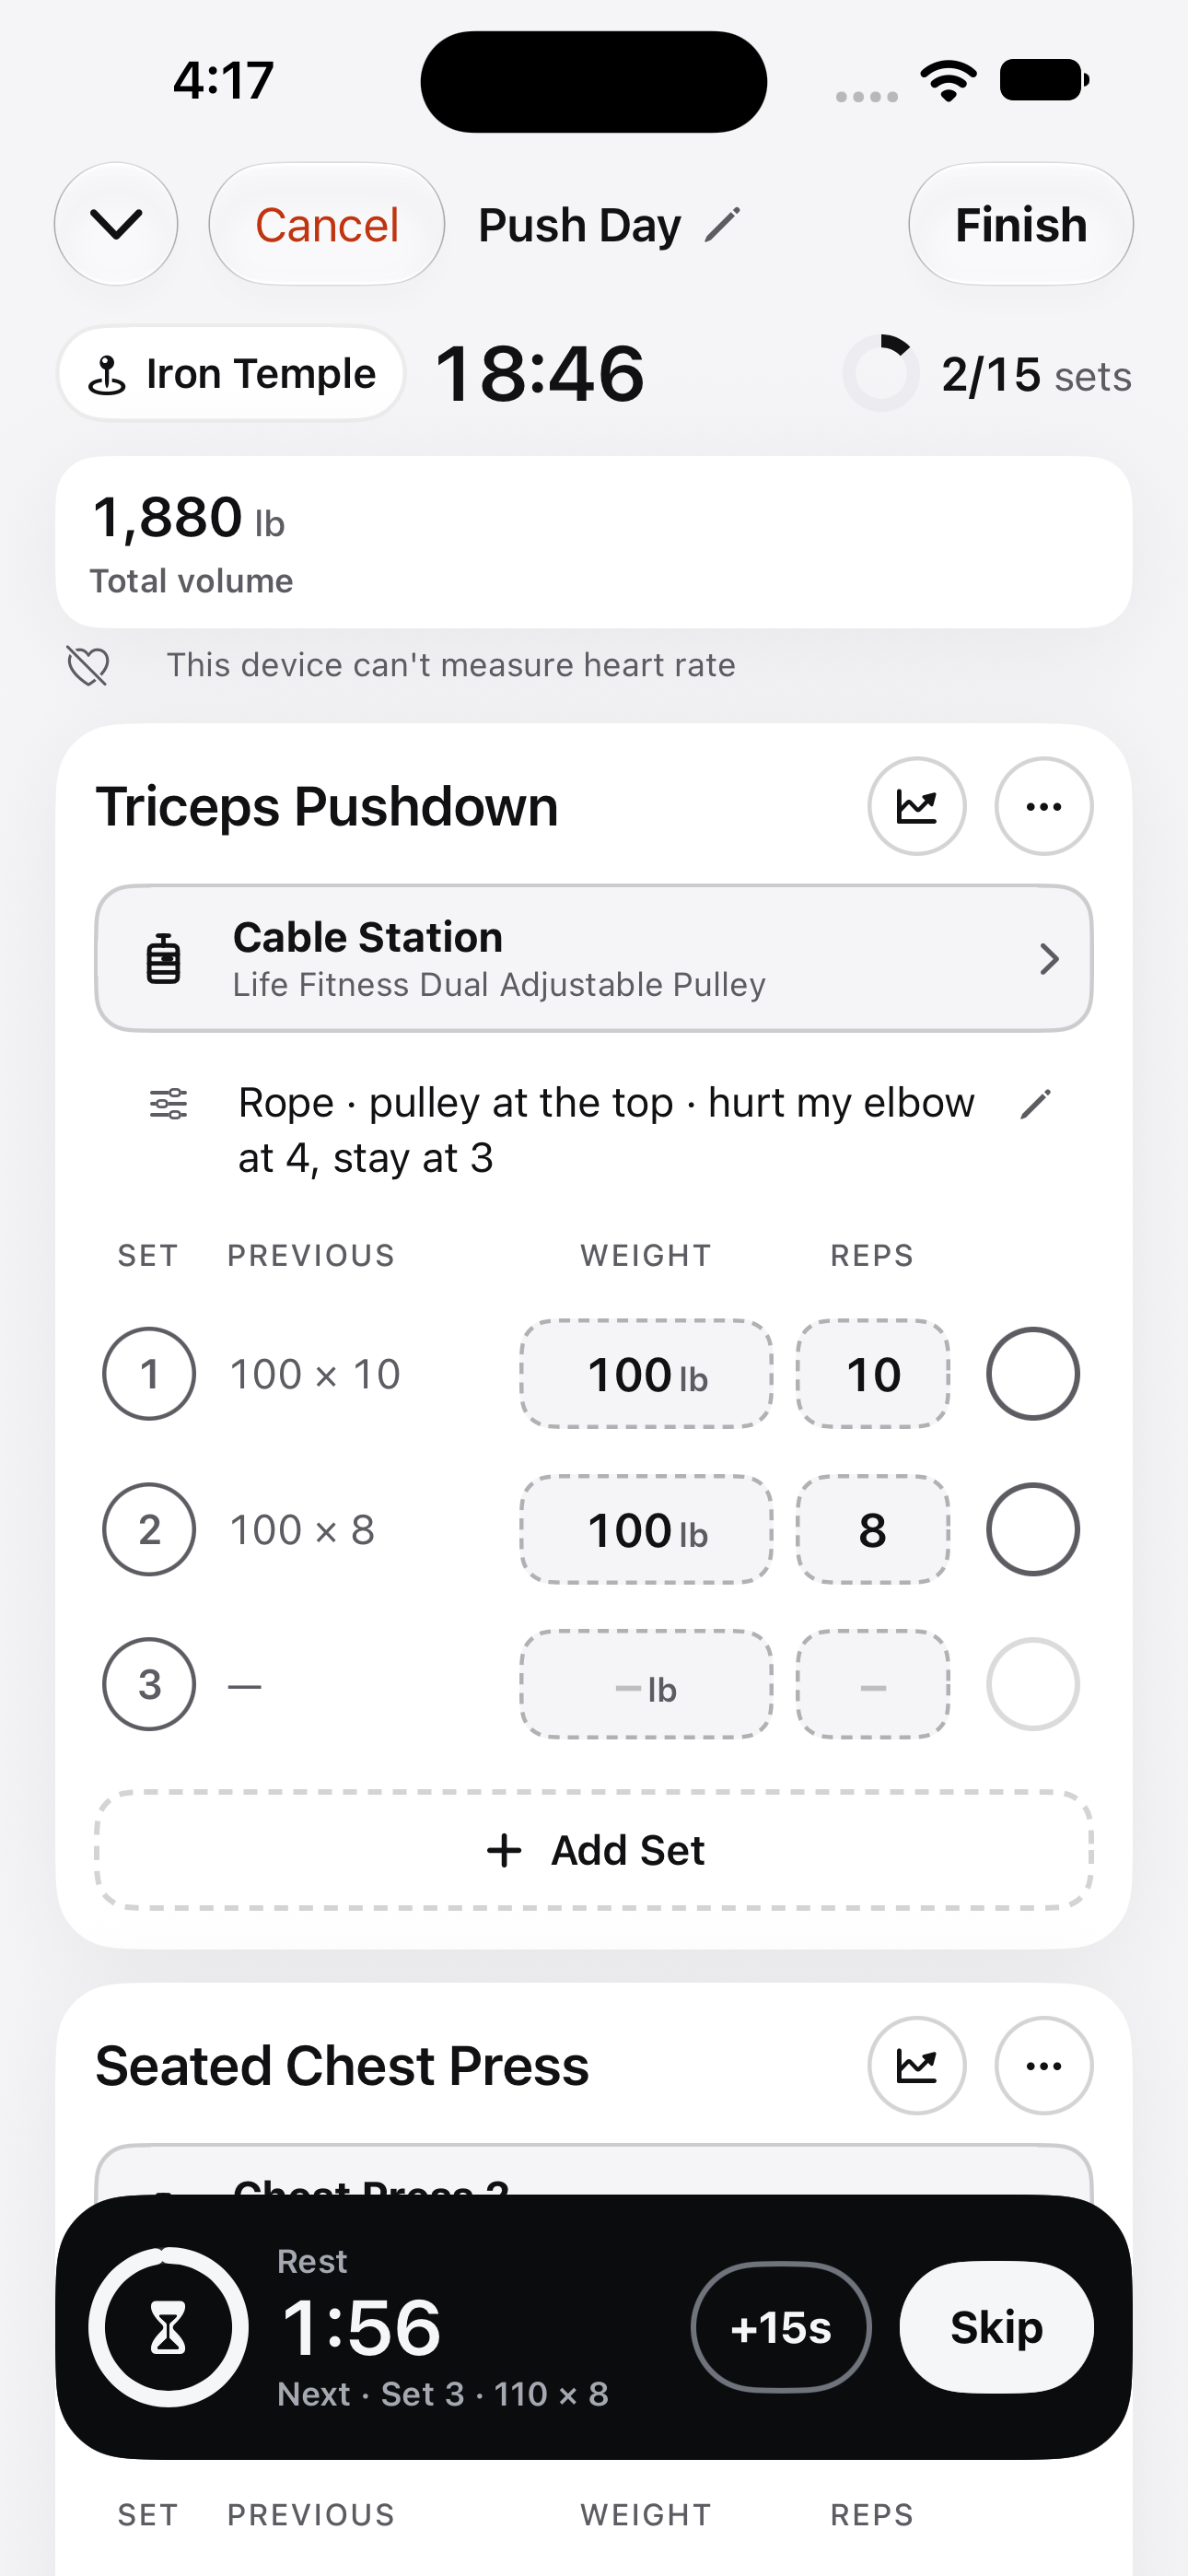 4:17
Cancel
Push Day
Finish
Iron Temple
18:46
2/15 sets
1,880 lb
Total volume
This device can't measure heart rate
Triceps Pushdown
Cable Station
Life Fitness Dual Adjustable Pulley
Rope · pulley at the top · hurt my elbow
at 4, stay at 3
SET PREVIOUS WEIGHT REPS
1 100 × 10 100 lb 10
2 100 × 8 100 lb 8
3 — – lb –
+ Add Set
Seated Chest Press
Chest Press 2
Rest
1:56
Next · Set 3 · 110 × 8
+15s
Skip
SET PREVIOUS WEIGHT REPS